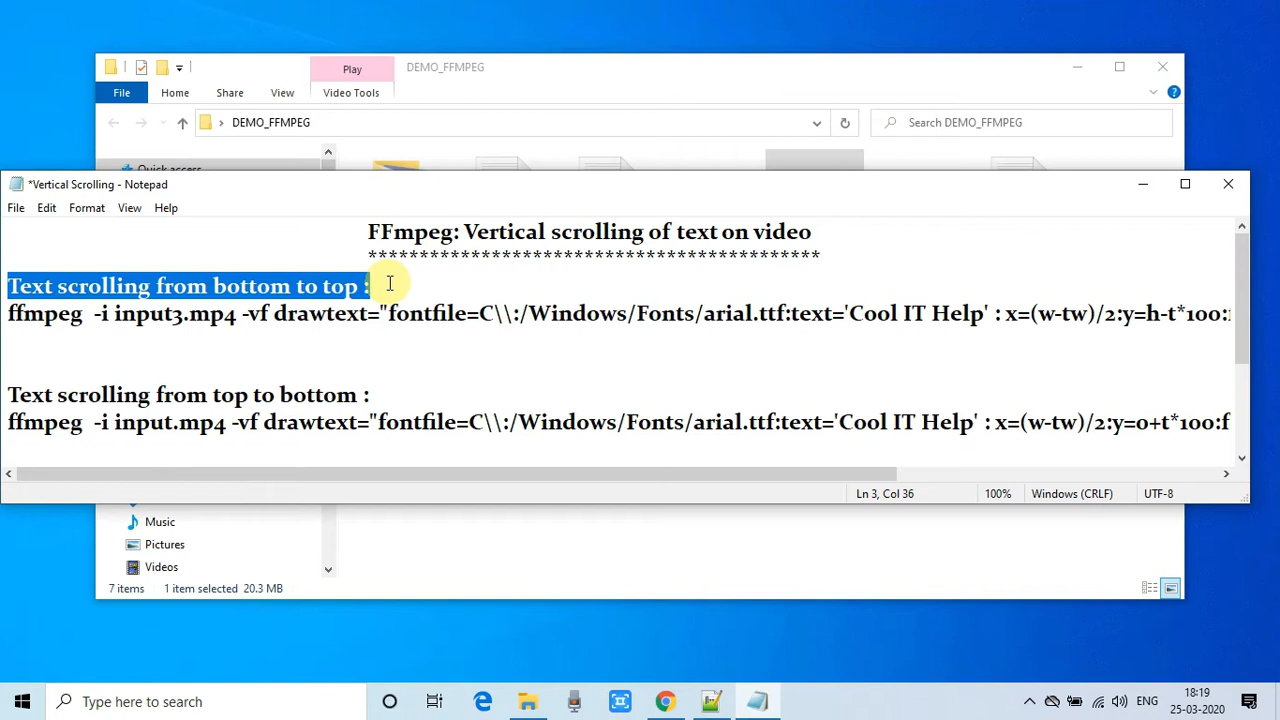 Play
DEMO_FFMPEG
File
Home
Share
View
Video Tools
DEMO_FFMPEG
Search DEMO_FFMPEG
Quick access
*Vertical Scrolling - Notepad
File Edit Format View Help
FFmpeg: Vertical scrolling of text on video
********************************************
Text scrolling from bottom to top :
ffmpeg -i input3.mp4 -vf drawtext="fontfile=C\\:/Windows/Fonts/arial.ttf:text='Cool IT Help' : x=(w-tw)/2:y=h-t*100:
Text scrolling from top to bottom :
ffmpeg -i input.mp4 -vf drawtext="fontfile=C\\:/Windows/Fonts/arial.ttf:text='Cool IT Help' : x=(w-tw)/2:y=0+t*100:f
Ln 3, Col 36
100%
Windows (CRLF)
UTF-8
Music
Pictures
Videos
7 items
1 item selected 20.3 MB
Type here to search
ENG
18:19
25-03-2020